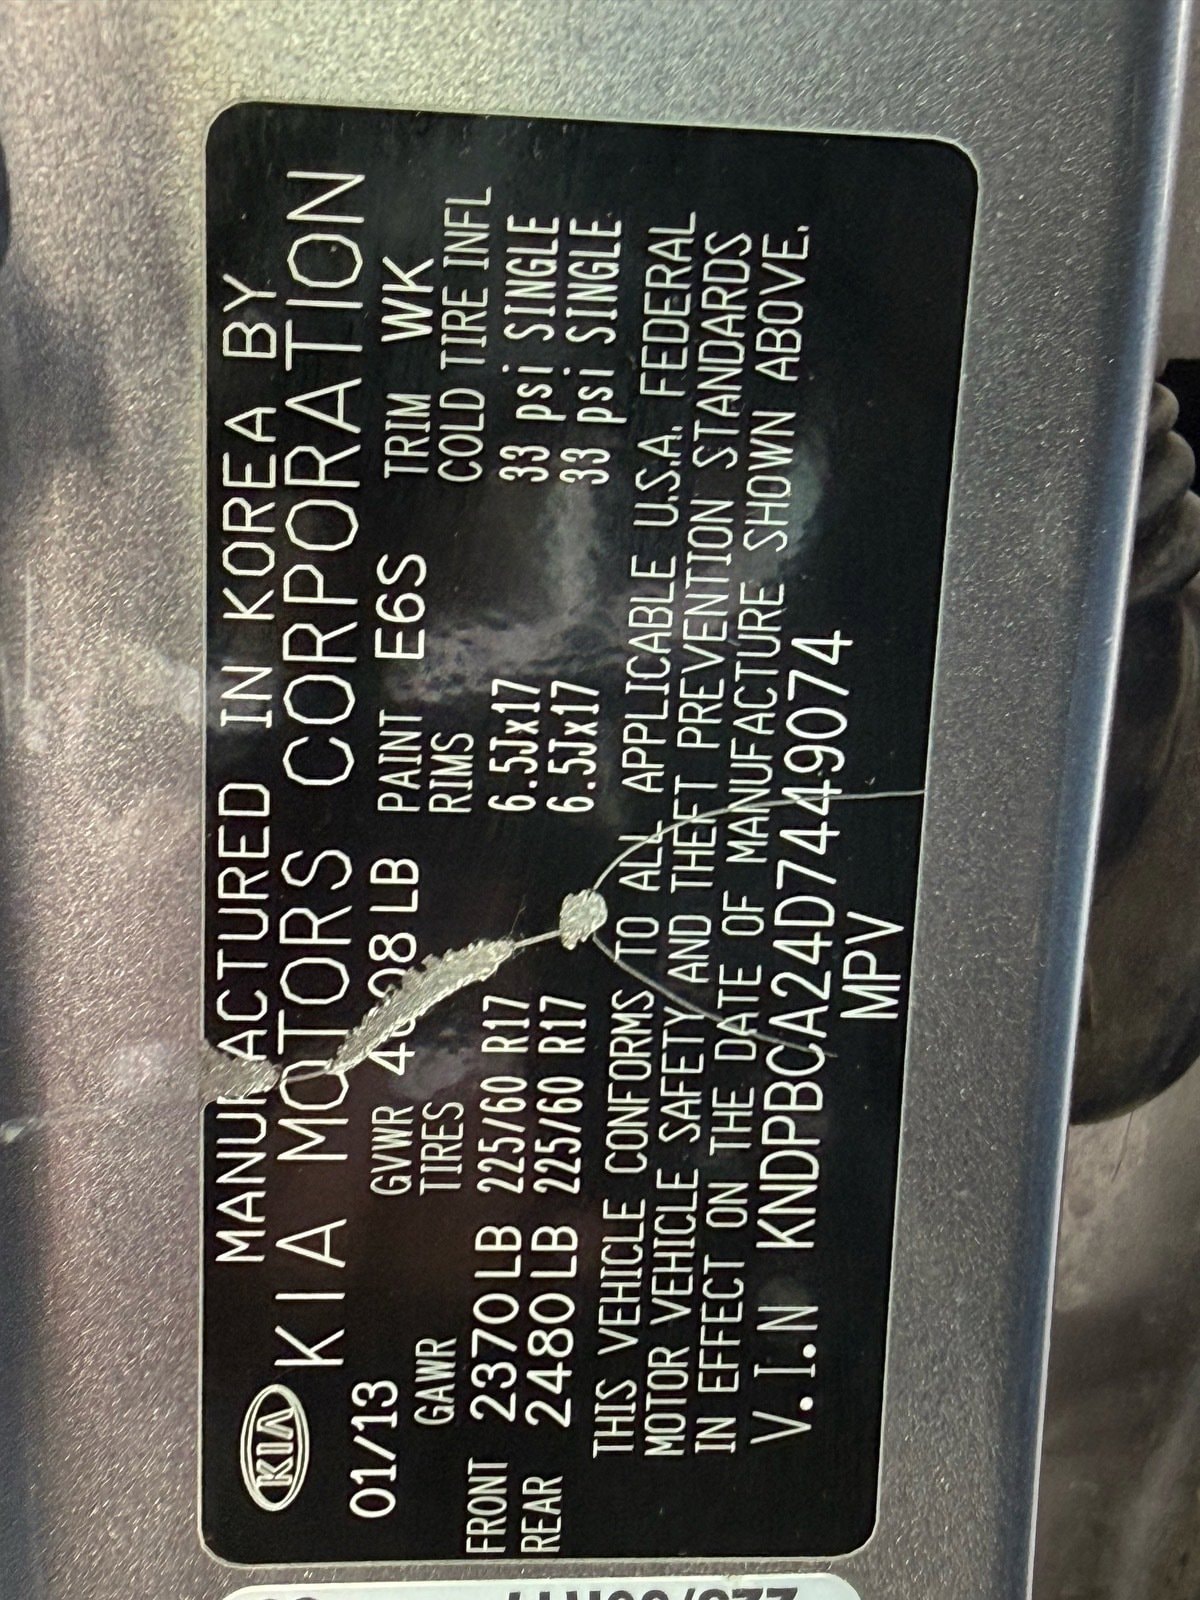 KIA
MANUFACTURED IN KOREA BY
KIA MOTORS CORPORATION
01/13 GVWR LB PAINT E6S TRIM WK
GAWR TIRES RIMS COLD TIRE INFL
FRONT 2370 LB 225/60 R17 6.5Jx17 33 psi SINGLE
REAR 2480 LB 225/60 R17 6.5Jx17 33 psi SINGLE
THIS VEHICLE CONFORMS TO ALL APPLICABLE U.S.A. FEDERAL
MOTOR VEHICLE SAFETY AND THEFT PREVENTION STANDARDS
IN EFFECT ON THE DATE OF MANUFACTURE SHOWN ABOVE.
V.I.N KNDPBCA24D7449074
MPV